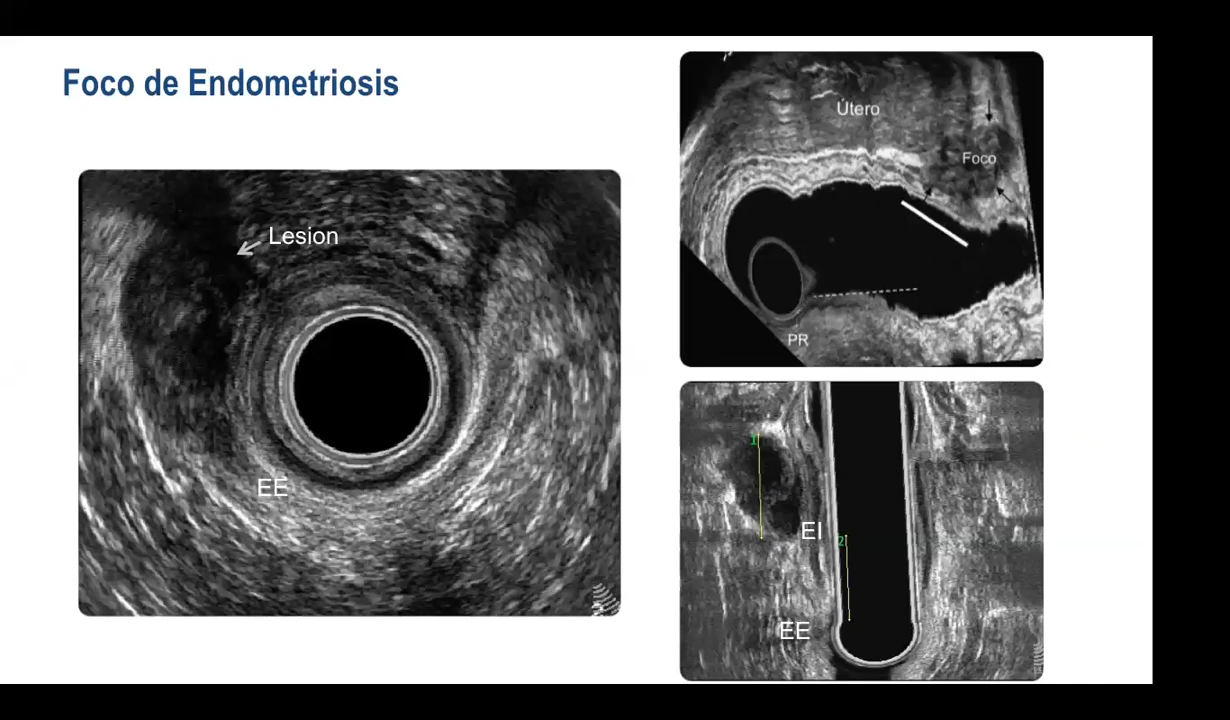 Foco de Endometriosis
Lesion
EE
Útero
Foco
PR
1
EI
2
EE